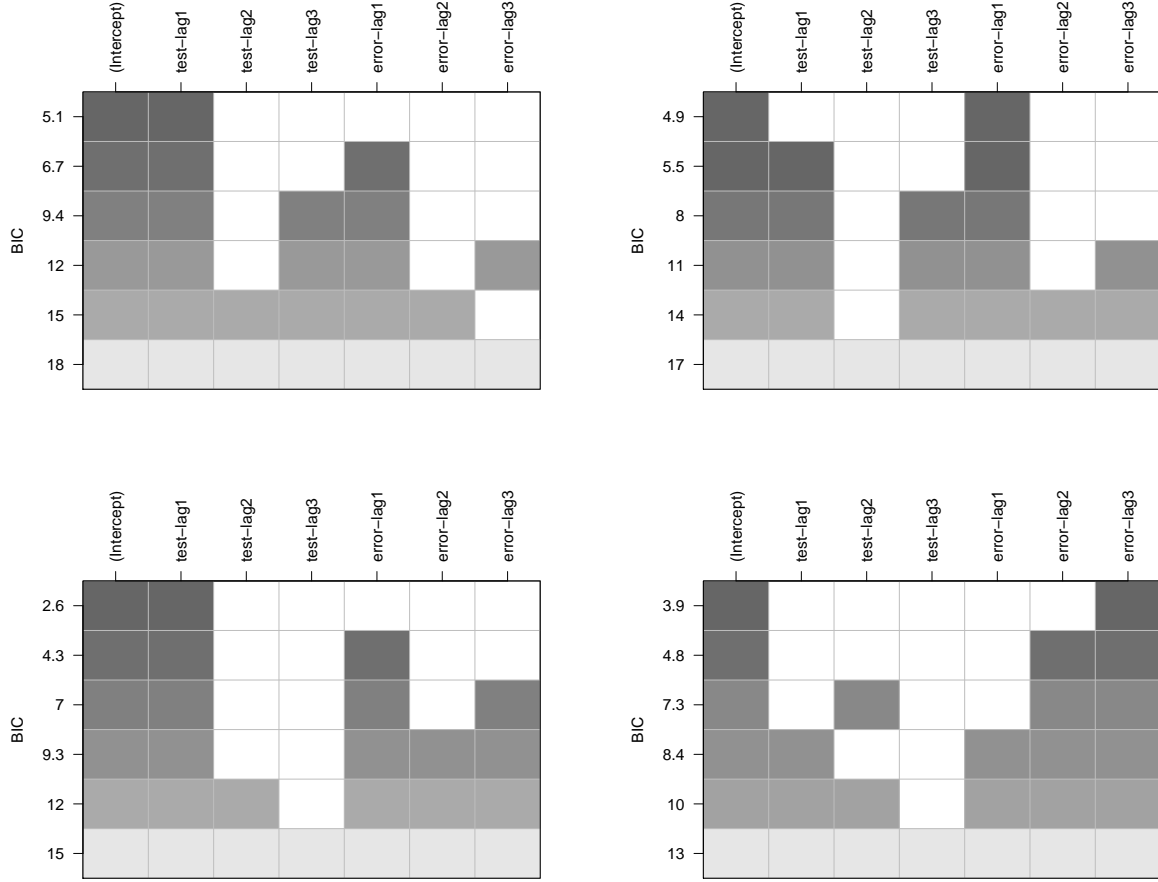 (Intercept)
test−lag1
test−lag2
test−lag3
error−lag1
error−lag2
error−lag3
BIC
5.1
6.7
9.4
12
15
18
(Intercept)
test−lag1
test−lag2
test−lag3
error−lag1
error−lag2
error−lag3
BIC
4.9
5.5
8
11
14
17
(Intercept)
test−lag1
test−lag2
test−lag3
error−lag1
error−lag2
error−lag3
BIC
2.6
4.3
7
9.3
12
15
(Intercept)
test−lag1
test−lag2
test−lag3
error−lag1
error−lag2
error−lag3
BIC
3.9
4.8
7.3
8.4
10
13